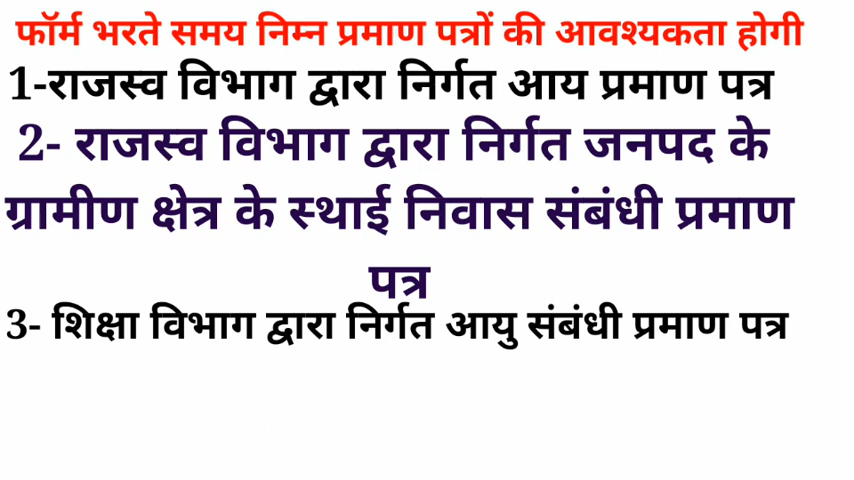 फॉर्म भरते समय निम्न प्रमाण पत्रों की आवश्यकता होगी
1-राजस्व विभाग द्वारा निर्गत आय प्रमाण पत्र
2- राजस्व विभाग द्वारा निर्गत जनपद के
ग्रामीण क्षेत्र के स्थाई निवास संबंधी प्रमाण
पत्र
3- शिक्षा विभाग द्वारा निर्गत आयु संबंधी प्रमाण पत्र